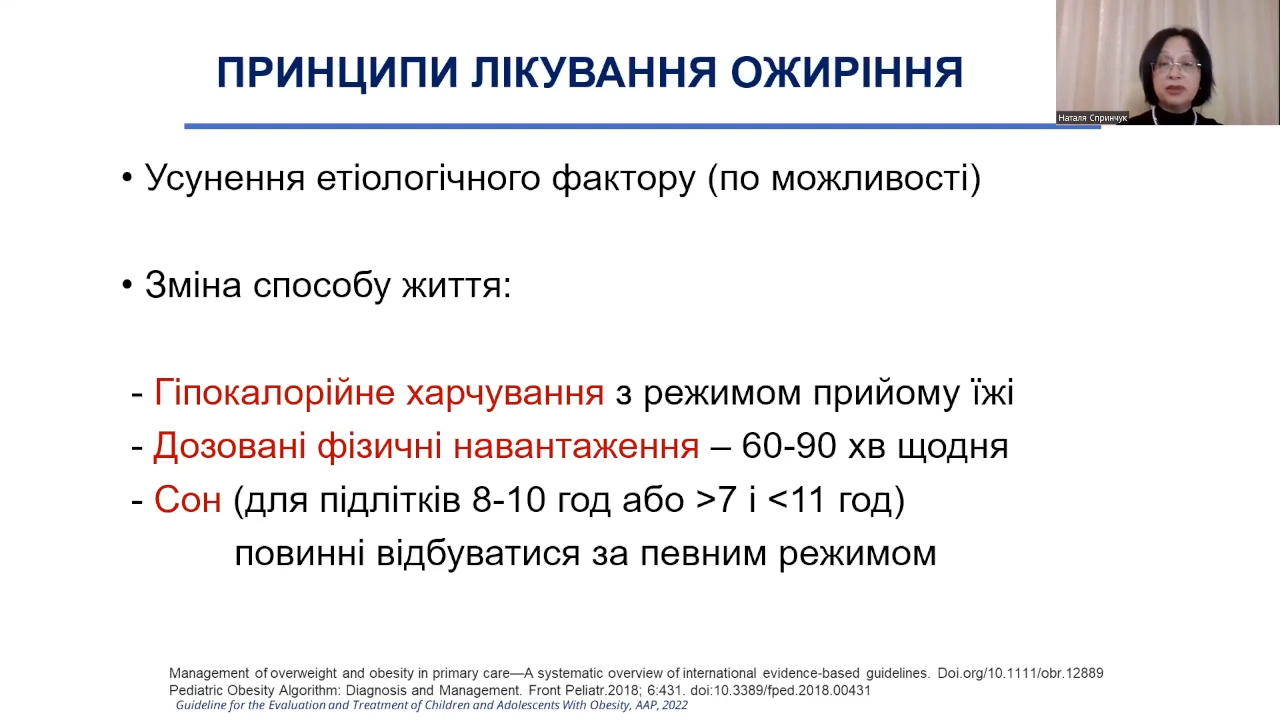 ПРИНЦИПИ ЛІКУВАННЯ ОЖИРІННЯ
Наталя Спринчук
• Усунення етіологічного фактору (по можливості)
• Зміна способу життя:
- Гіпокалорійне харчування з режимом прийому їжі
- Дозовані фізичні навантаження – 60-90 хв щодня
- Сон (для підлітків 8-10 год або >7 і <11 год)
повинні відбуватися за певним режимом
Management of overweight and obesity in primary care—A systematic overview of international evidence-based guidelines. Doi.org/10.1111/obr.12889
Pediatric Obesity Algorithm: Diagnosis and Management. Front Peliatr.2018; 6:431. doi:10.3389/fped.2018.00431
Guideline for the Evaluation and Treatment of Children and Adolescents With Obesity, AAP, 2022